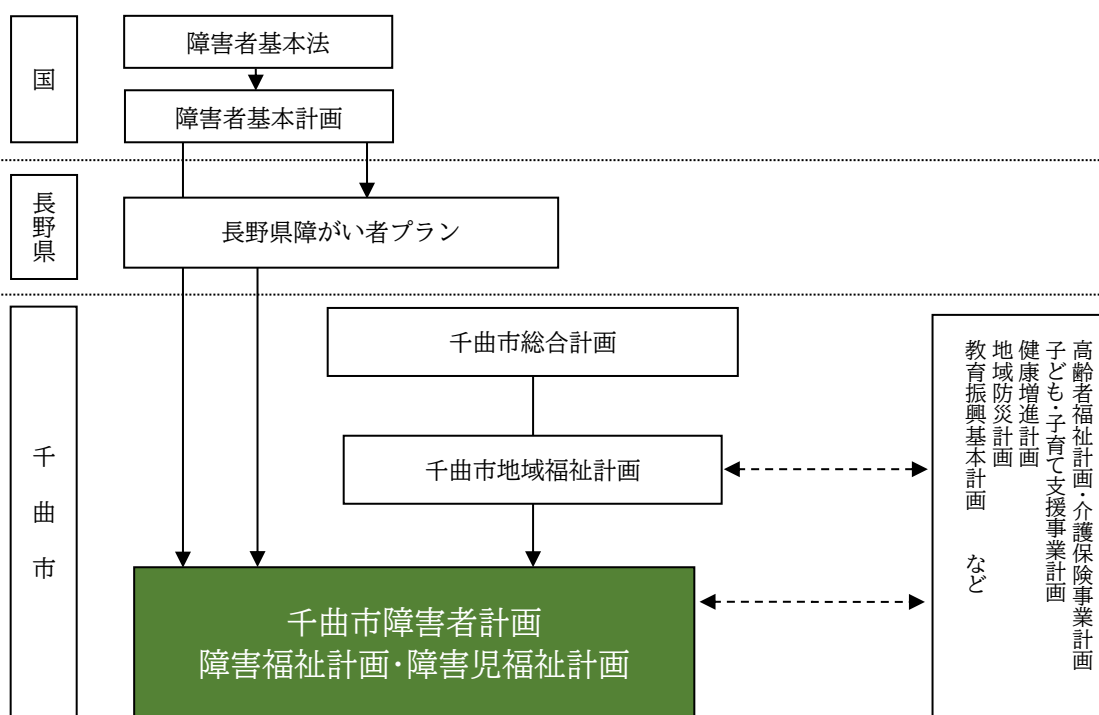 国
障害者基本法
障害者基本計画
長野県
長野県障がい者プラン
千曲市
千曲市総合計画
千曲市地域福祉計画
千曲市障害者計画
障害福祉計画・障害児福祉計画
高齢者福祉計画・介護保険事業計画
子ども・子育て支援事業計画
健康増進計画
地域防災計画
教育振興基本計画　など